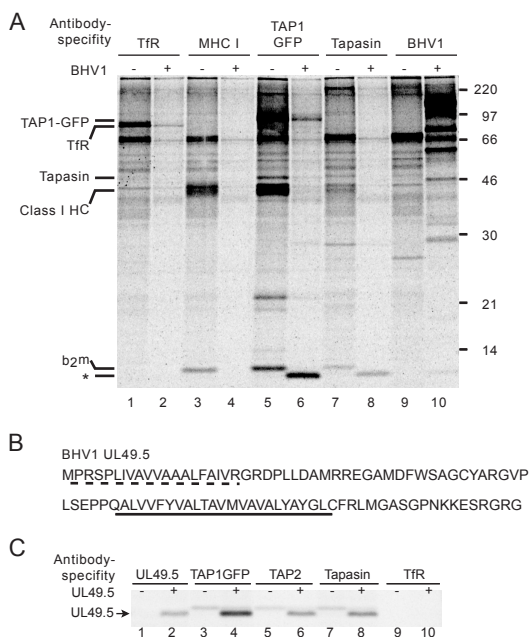 A
Antibody-
specifity
TfR MHC I TAP1 GFP Tapasin BHV1
BHV1 - + - + - + - + - +
220
97
66
46
30
21
14
TAP1-GFP
TfR
Tapasin
Class I HC
b2m
*
1 2 3 4 5 6 7 8 9 10
B
BHV1 UL49.5
MPRSPLIVAVVAAALFAIVRGRDPLLDAMRREGAMDFWSAGCYARGVP
LSEPPQALVVFYVALTAVMVAVALYAYGLCFRLMGASGPNKKESRGRG
C
Antibody-
specifity
UL49.5 TAP1GFP TAP2 Tapasin TfR
UL49.5 - + - + - + - + - +
UL49.5
1 2 3 4 5 6 7 8 9 10